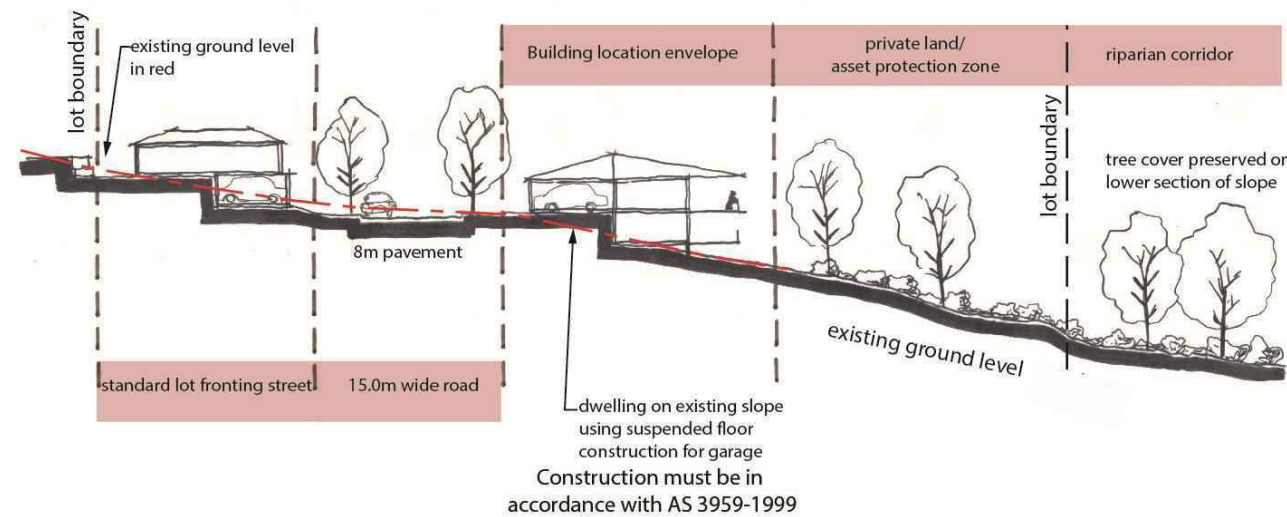 lot boundary
existing ground level
in red
Building location envelope
private land/
asset protection zone
riparian corridor
lot boundary
tree cover preserved on
lower section of slope
8m pavement
existing ground level
standard lot fronting street
15.0m wide road
dwelling on existing slope
using suspended floor
construction for garage
Construction must be in
accordance with AS 3959-1999